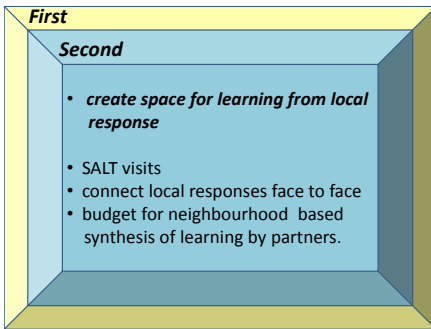 First
Second
• create space for learning from local
response
• SALT visits
• connect local responses face to face
• budget for neighbourhood based
synthesis of learning by partners.